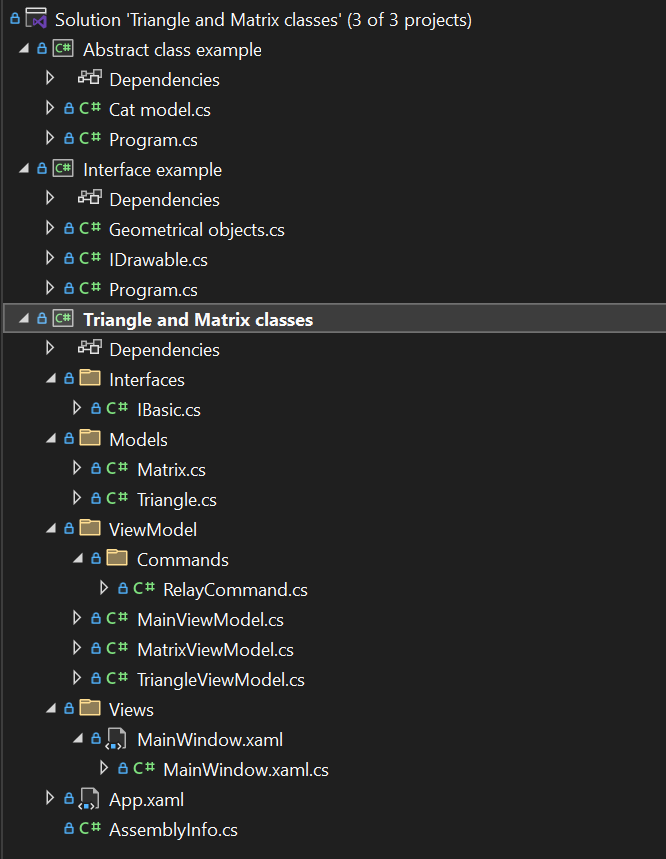 Solution 'Triangle and Matrix classes' (3 of 3 projects)
C# Abstract class example
Dependencies
C# Cat model.cs
C# Program.cs
C# Interface example
Dependencies
C# Geometrical objects.cs
C# IDrawable.cs
C# Program.cs
C# Triangle and Matrix classes
Dependencies
Interfaces
C# IBasic.cs
Models
C# Matrix.cs
C# Triangle.cs
ViewModel
Commands
C# RelayCommand.cs
C# MainViewModel.cs
C# MatrixViewModel.cs
C# TriangleViewModel.cs
Views
MainWindow.xaml
C# MainWindow.xaml.cs
App.xaml
C# AssemblyInfo.cs